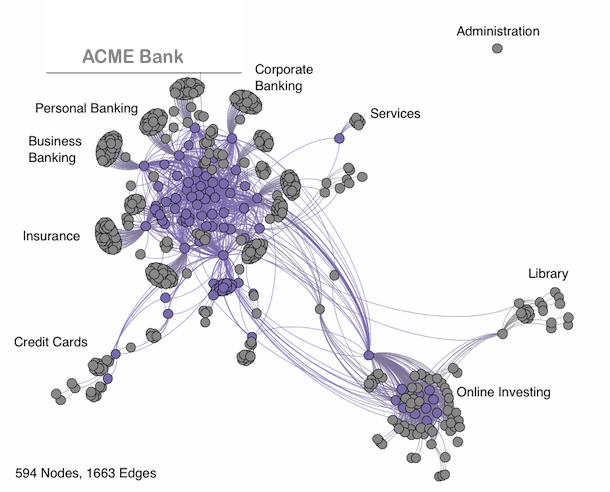 Administration
ACME Bank
Corporate
Banking
Personal Banking
Services
Business
Banking
Insurance
Library
Credit Cards
Online Investing
594 Nodes, 1663 Edges